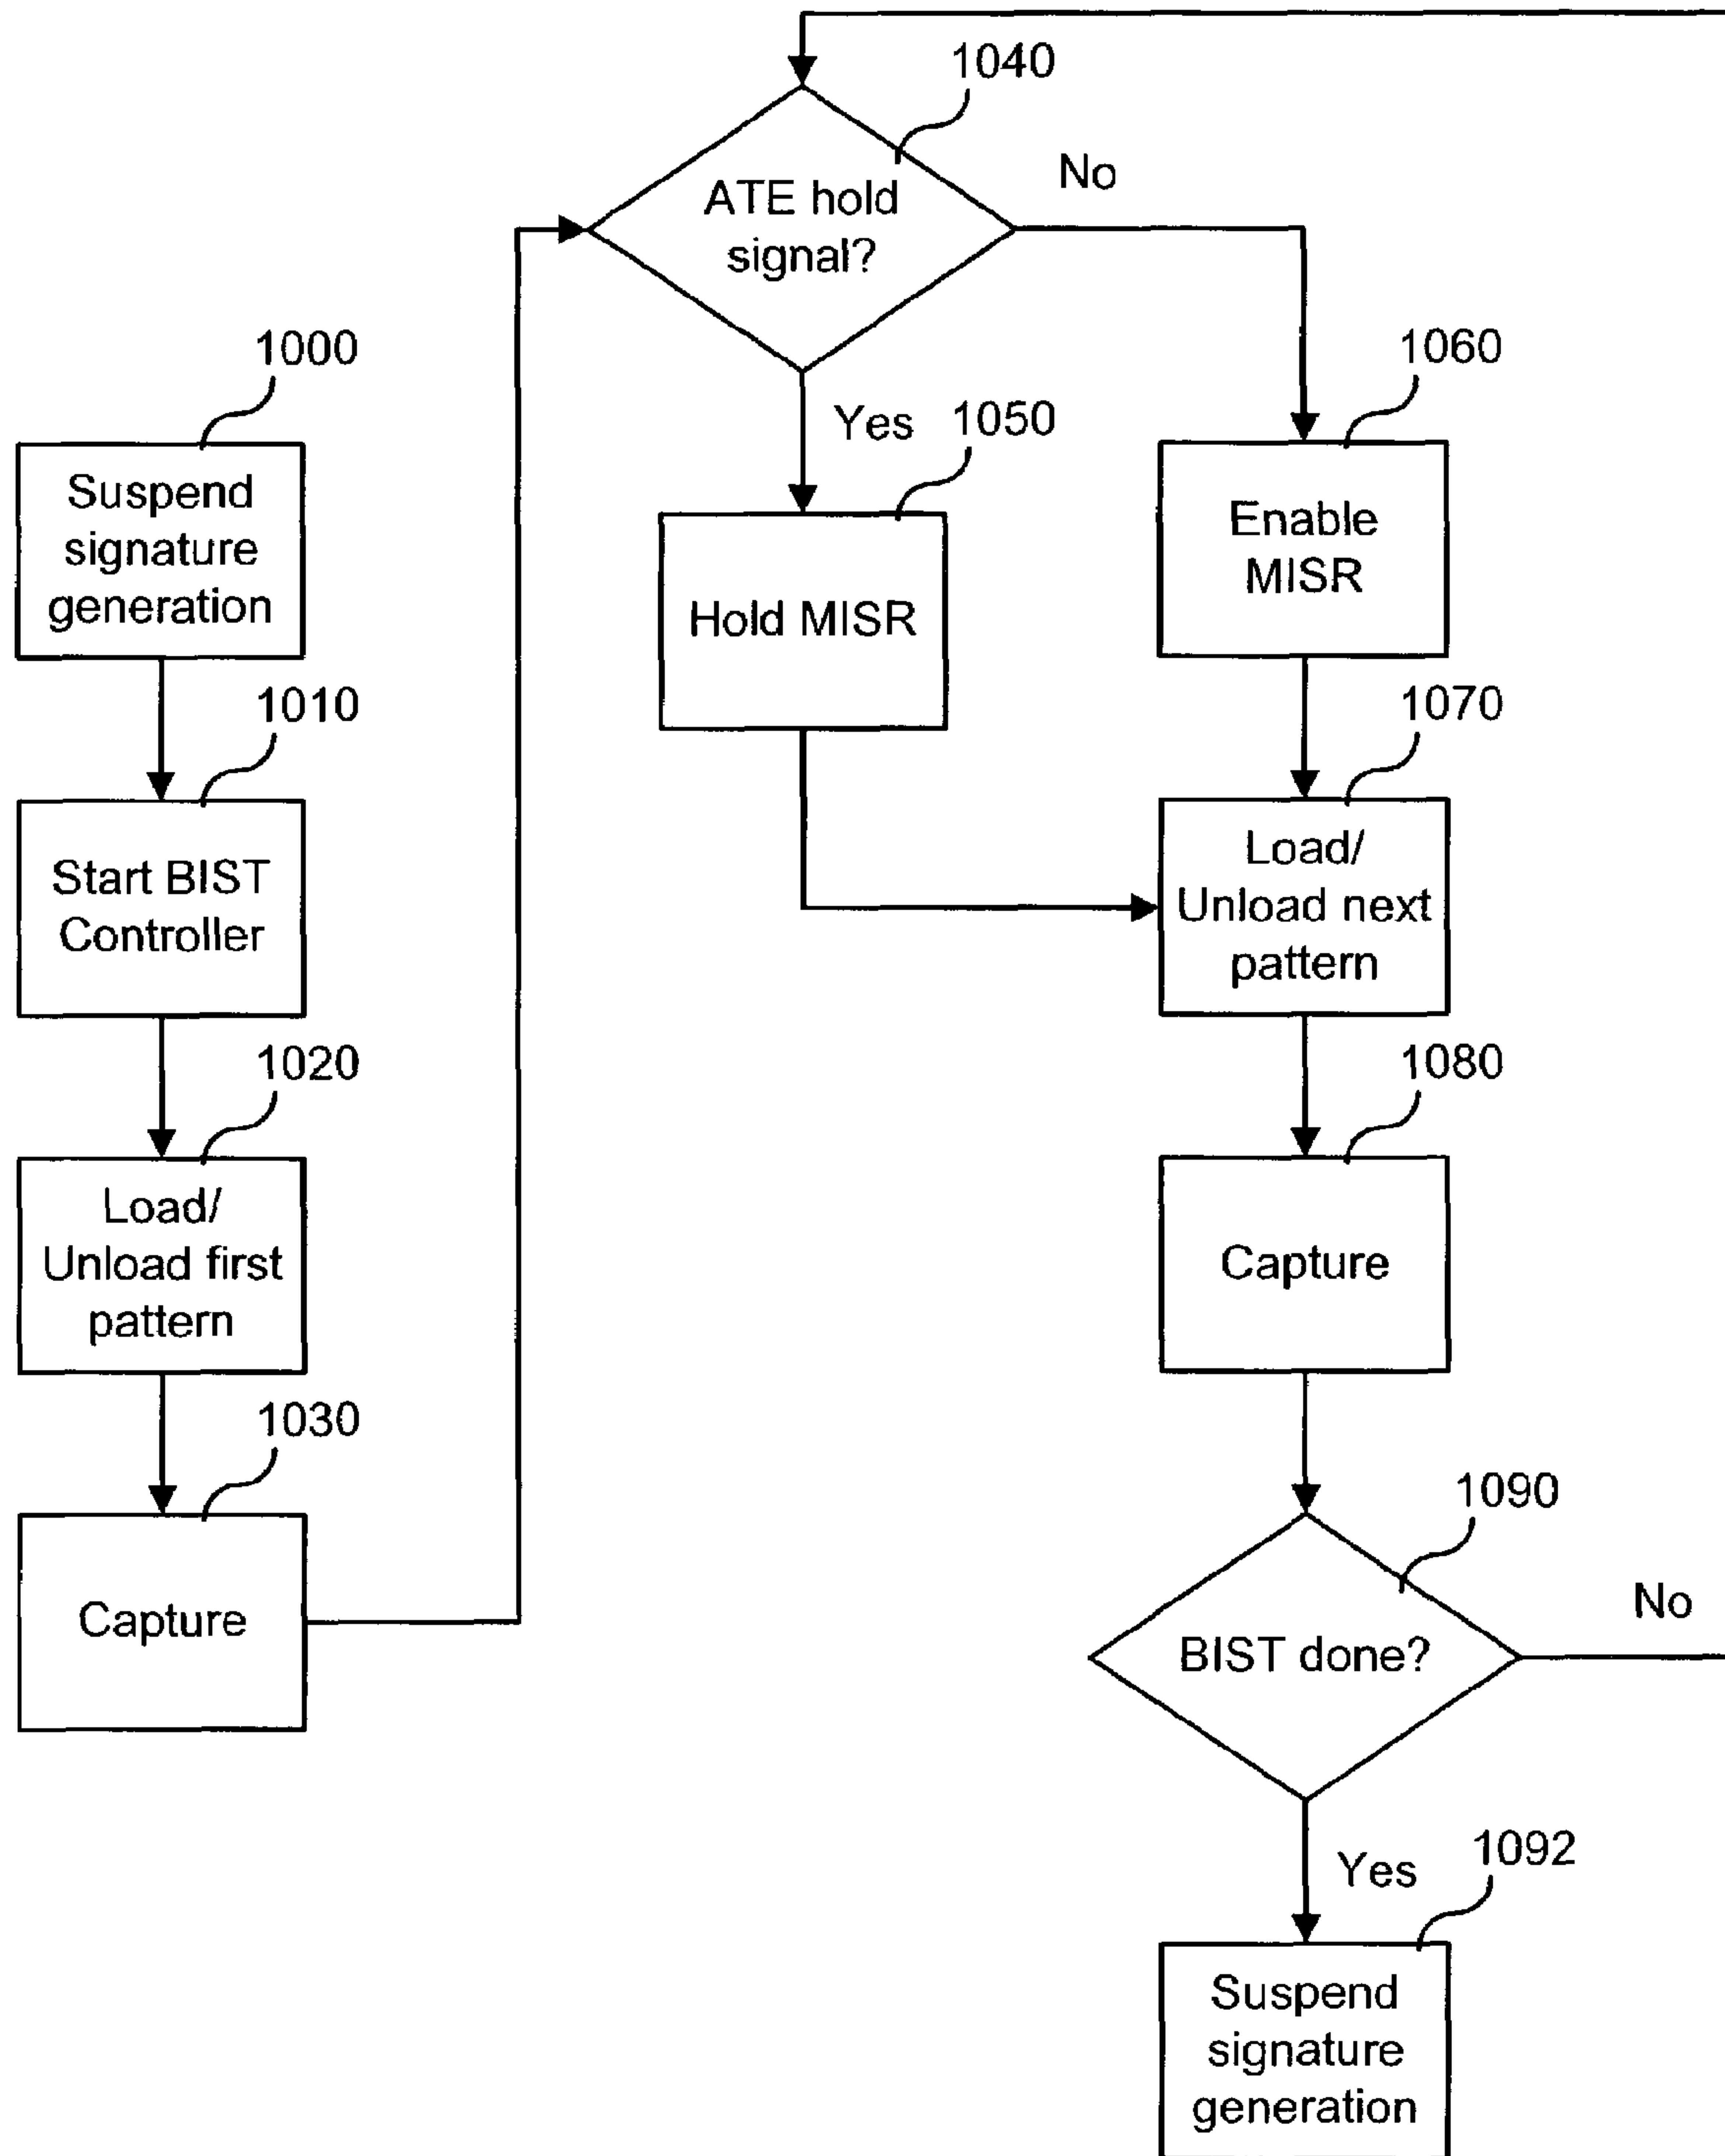 1000
Suspend
signature
generation
1010
Start BIST
Controller
1020
Load/
Unload first
pattern
1030
Capture
1040
ATE hold
signal?
No
Yes
1050
Hold MISR
1060
Enable
MISR
1070
Load/
Unload next
pattern
1080
Capture
1090
BIST done?
No
Yes
1092
Suspend
signature
generation